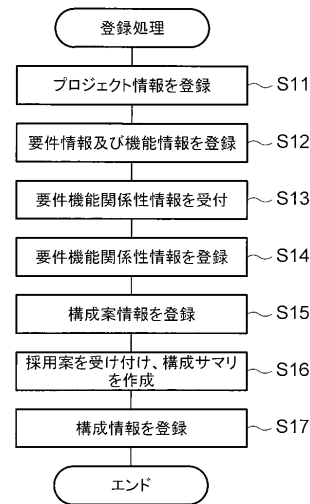 登録処理
プロジェクト情報を登録
S11
要件情報及び機能情報を登録
S12
要件機能関係性情報を受付
S13
要件機能関係性情報を登録
S14
構成案情報を登録
S15
採用案を受け付け、構成サマリ
を作成
S16
構成情報を登録
S17
エンド